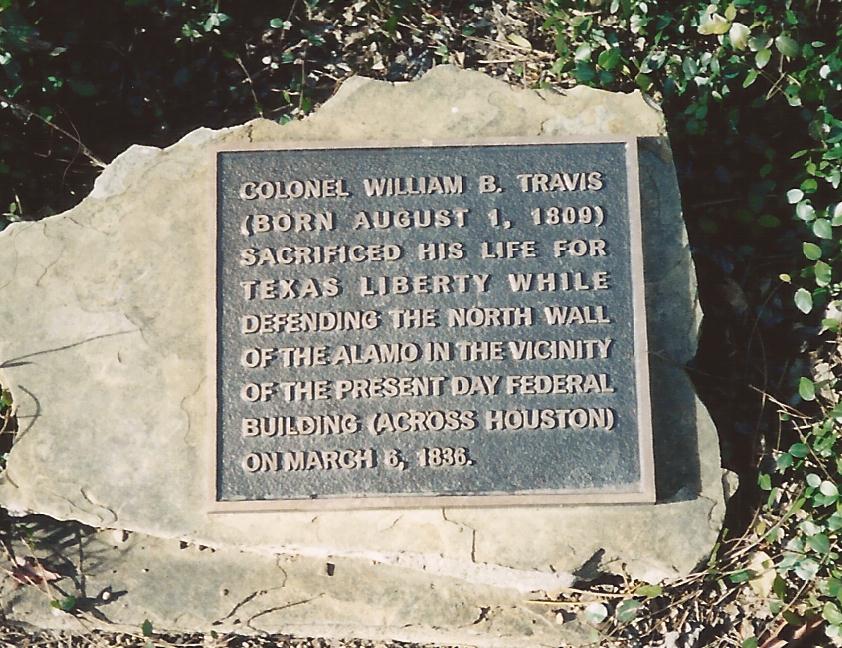 COLONEL WILLIAM B. TRAVIS
(BORN AUGUST 1, 1809)
SACRIFICED HIS LIFE FOR
TEXAS LIBERTY WHILE
DEFENDING THE NORTH WALL
OF THE ALAMO IN THE VICINITY
OF THE PRESENT DAY FEDERAL
BUILDING (ACROSS HOUSTON)
ON MARCH 6, 1836.